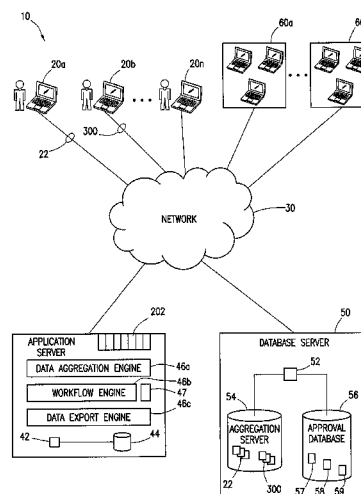 10
20a
20b
20n
60a
60
22
300
30
NETWORK
202
50
APPLICATION
SERVER
DATABASE SERVER
DATA AGGREGATION ENGINE
46a
52
WORKFLOW ENGINE
46b
47
54
56
DATA EXPORT ENGINE
46c
AGGREGATION
SERVER
APPROVAL
DATABASE
42
44
22
300
57
58
59